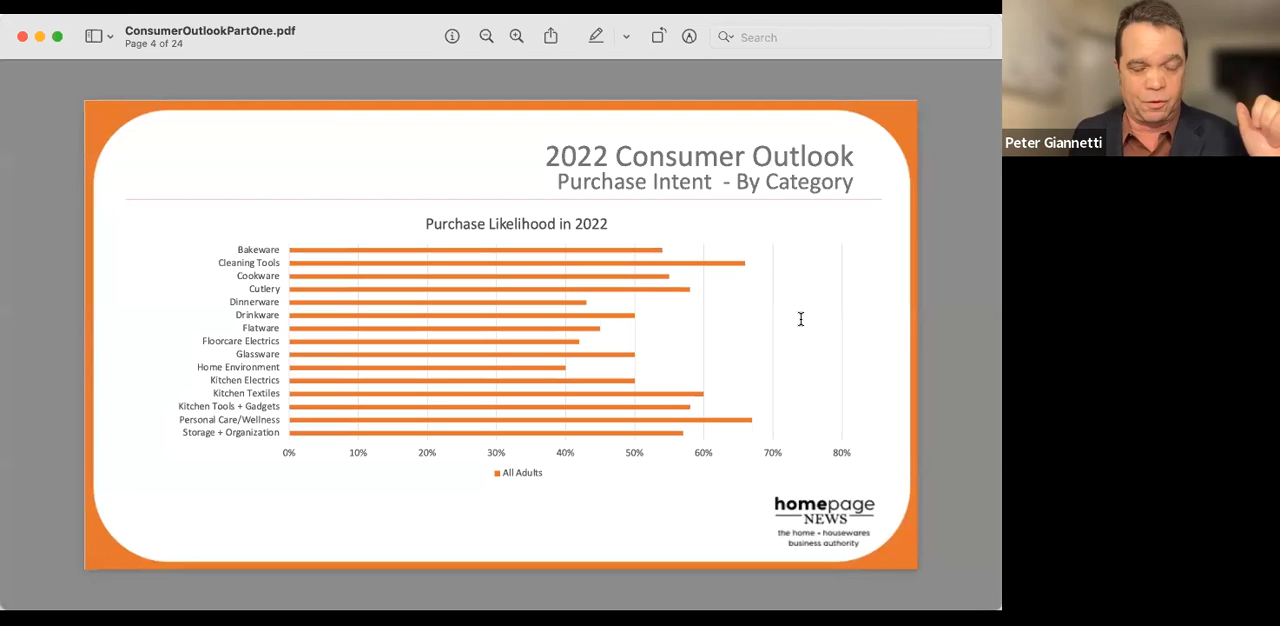 ConsumerOutlookPartOne.pdf
Page 4 of 24
Search
Peter Giannetti
2022 Consumer Outlook
Purchase Intent - By Category
Purchase Likelihood in 2022
Bakeware
Cleaning Tools
Cookware
Cutlery
Dinnerware
Drinkware
Flatware
Floorcare Electrics
Glassware
Home Environment
Kitchen Electrics
Kitchen Textiles
Kitchen Tools + Gadgets
Personal Care/Wellness
Storage + Organization
0% 10% 20% 30% 40% 50% 60% 70% 80%
All Adults
homepage
NEWS
the home + housewares
business authority